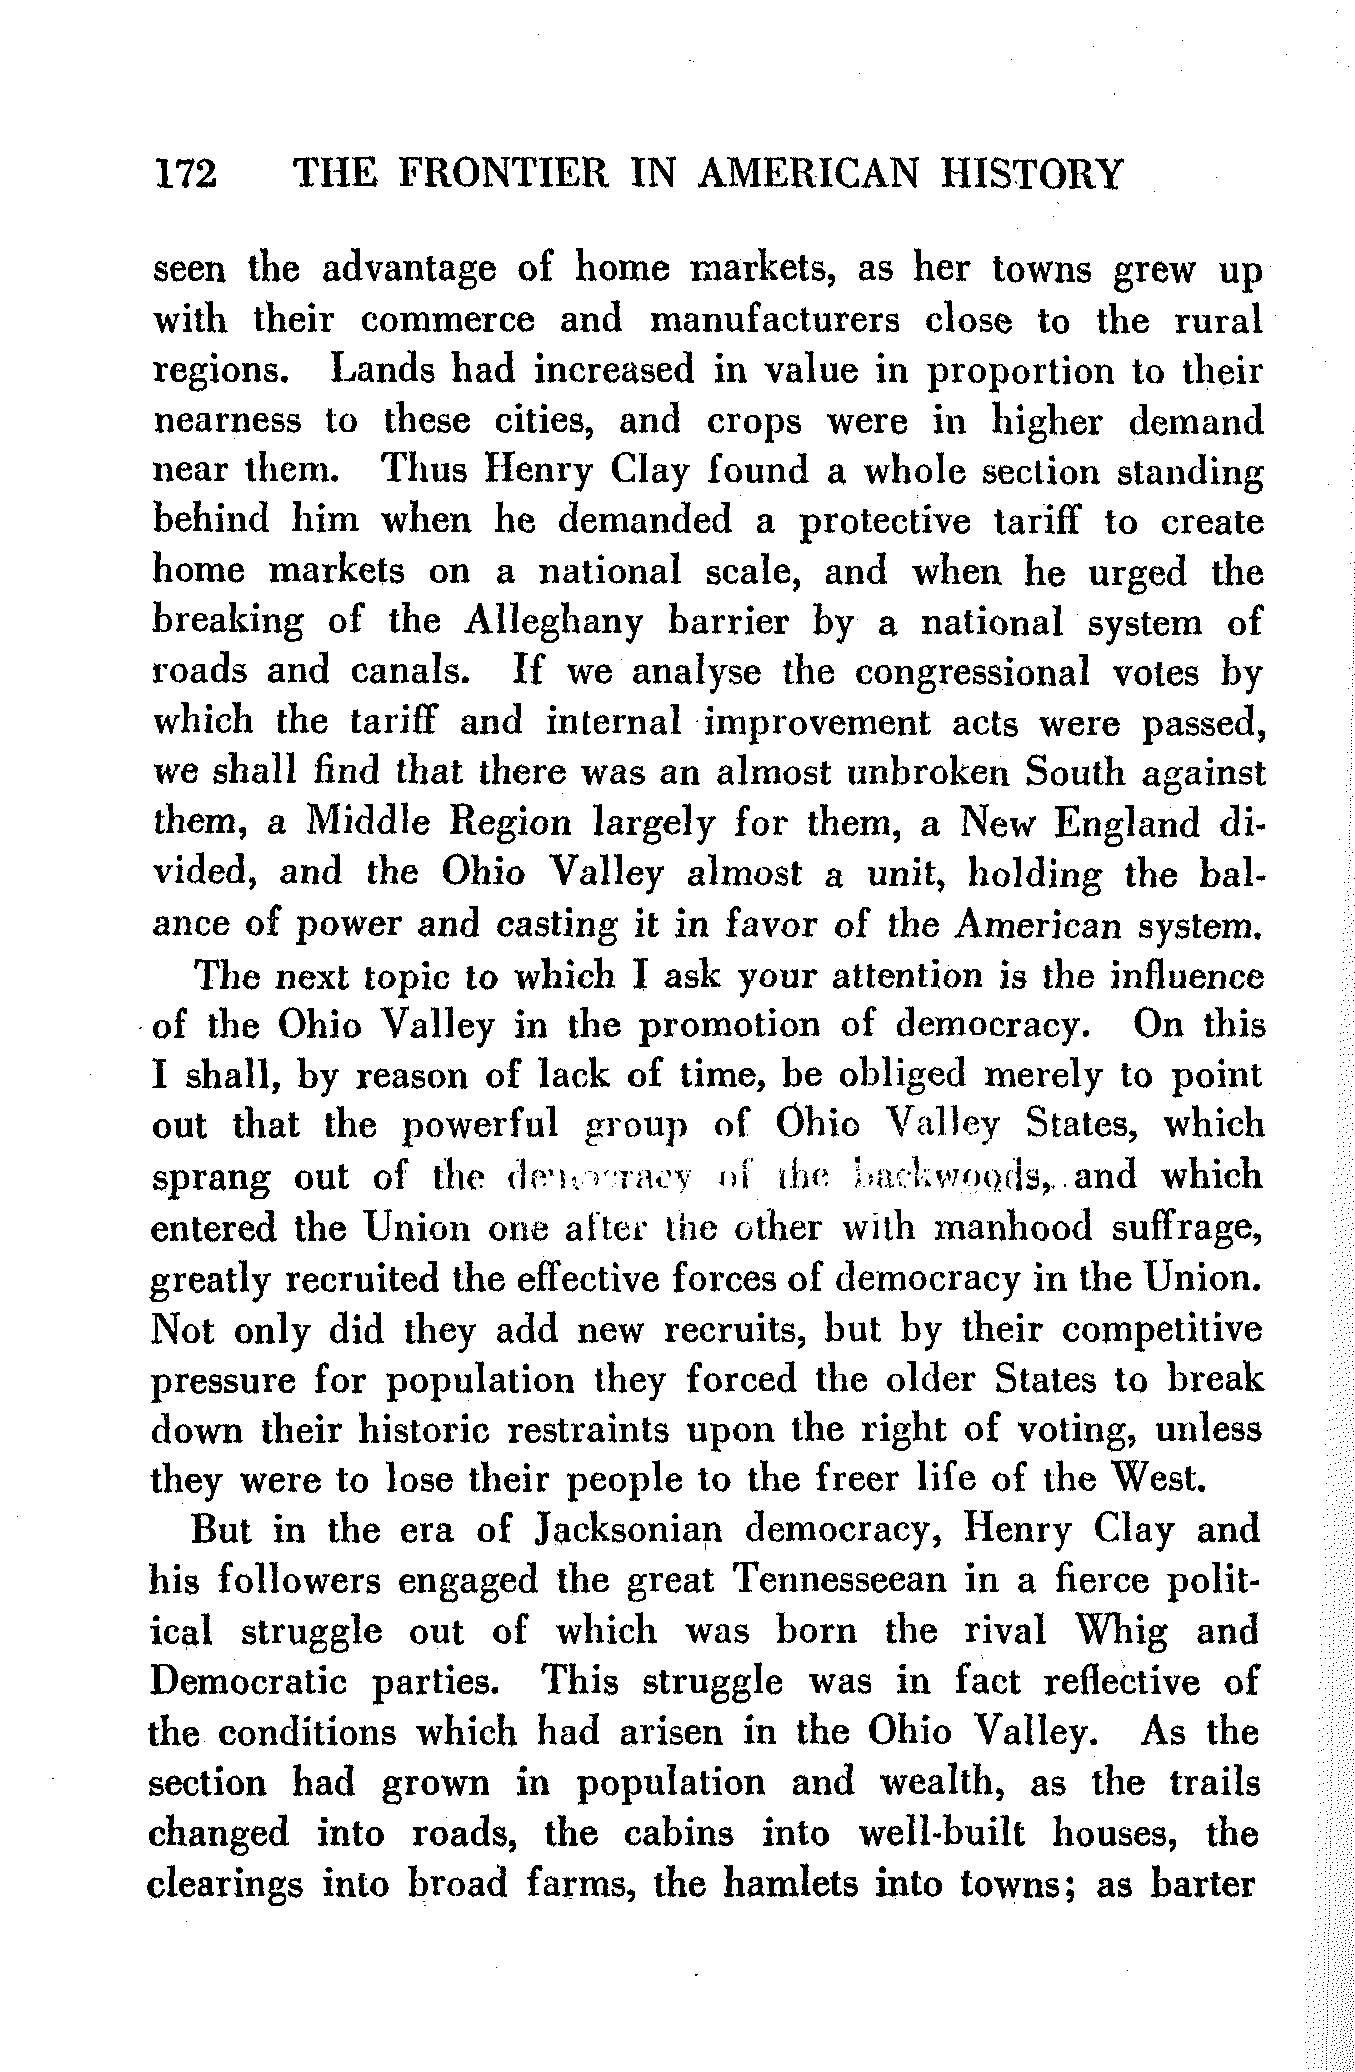 172 THE FRONTIER IN AMERICAN HISTORY
seen the advantage of home markets, as her towns grew up
with their commerce and manufacturers close to the rural
regions. Lands had increased in value in proportion to their
nearness to these cities, and crops were in higher demand
near them. Thus Henry Clay found a whole section standing
behind him when he demanded a protective tariff to create
home markets on a national scale, and when he urged the
breaking of the Alleghany barrier by a national system of
roads and canals. If we analyse the congressional votes by
which the tariff and internal improvement acts were passed,
we shall find that there was an almost unbroken South against
them, a Middle Region largely for them, a New England di-
vided, and the Ohio Valley almost a unit, holding the bal-
ance of power and casting it in favor of the American system.
The next topic to which I ask your attention is the influence
of the Ohio Valley in the promotion of democracy. On this
I shall, by reason of lack of time, be obliged merely to point
out that the powerful group of Ohio Valley States, which
sprang out of the democracy of the backwoods, and which
entered the Union one after the other with manhood suffrage,
greatly recruited the effective forces of democracy in the Union.
Not only did they add new recruits, but by their competitive
pressure for population they forced the older States to break
down their historic restraints upon the right of voting, unless
they were to lose their people to the freer life of the West.
But in the era of Jacksonian democracy, Henry Clay and
his followers engaged the great Tennesseean in a fierce polit-
ical struggle out of which was born the rival Whig and
Democratic parties. This struggle was in fact reflective of
the conditions which had arisen in the Ohio Valley. As the
section had grown in population and wealth, as the trails
changed into roads, the cabins into well-built houses, the
clearings into broad farms, the hamlets into towns; as barter